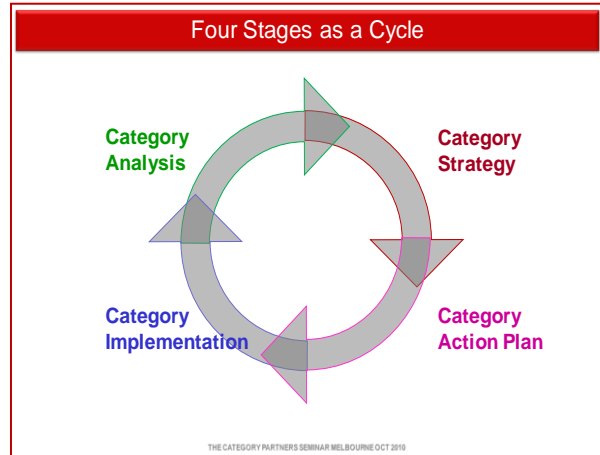 Four Stages as a Cycle
Category
Analysis
Category
Strategy
Category
Implementation
Category
Action Plan
THE CATEGORY PARTNERS SEMINAR MELBOURNE OCT 2010